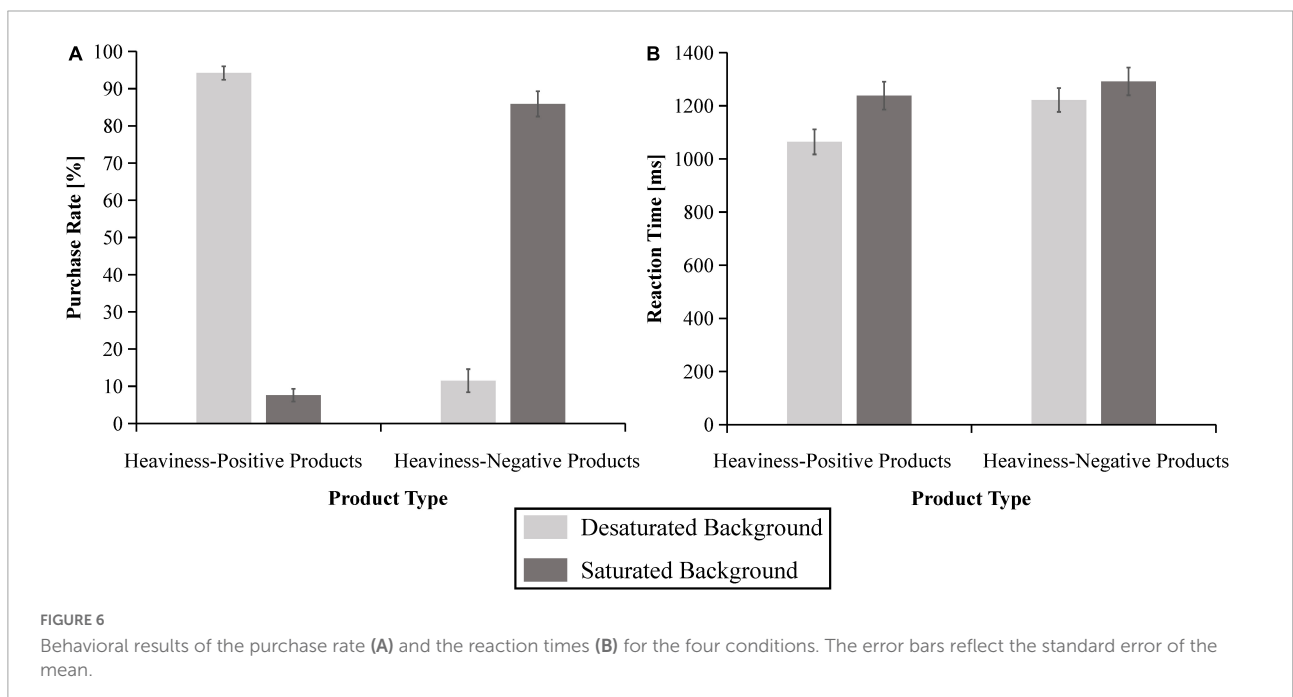 A
100
90
80
70
60
50
40
30
20
10
0
Purchase Rate [%]
Heaviness-Positive Products
Heaviness-Negative Products
Product Type
B
1400
1200
1000
800
600
400
200
0
Reaction Time [ms]
Heaviness-Positive Products
Heaviness-Negative Products
Product Type
Desaturated Background
Saturated Background
FIGURE 6
Behavioral results of the purchase rate (A) and the reaction times (B) for the four conditions. The error bars reflect the standard error of the
mean.